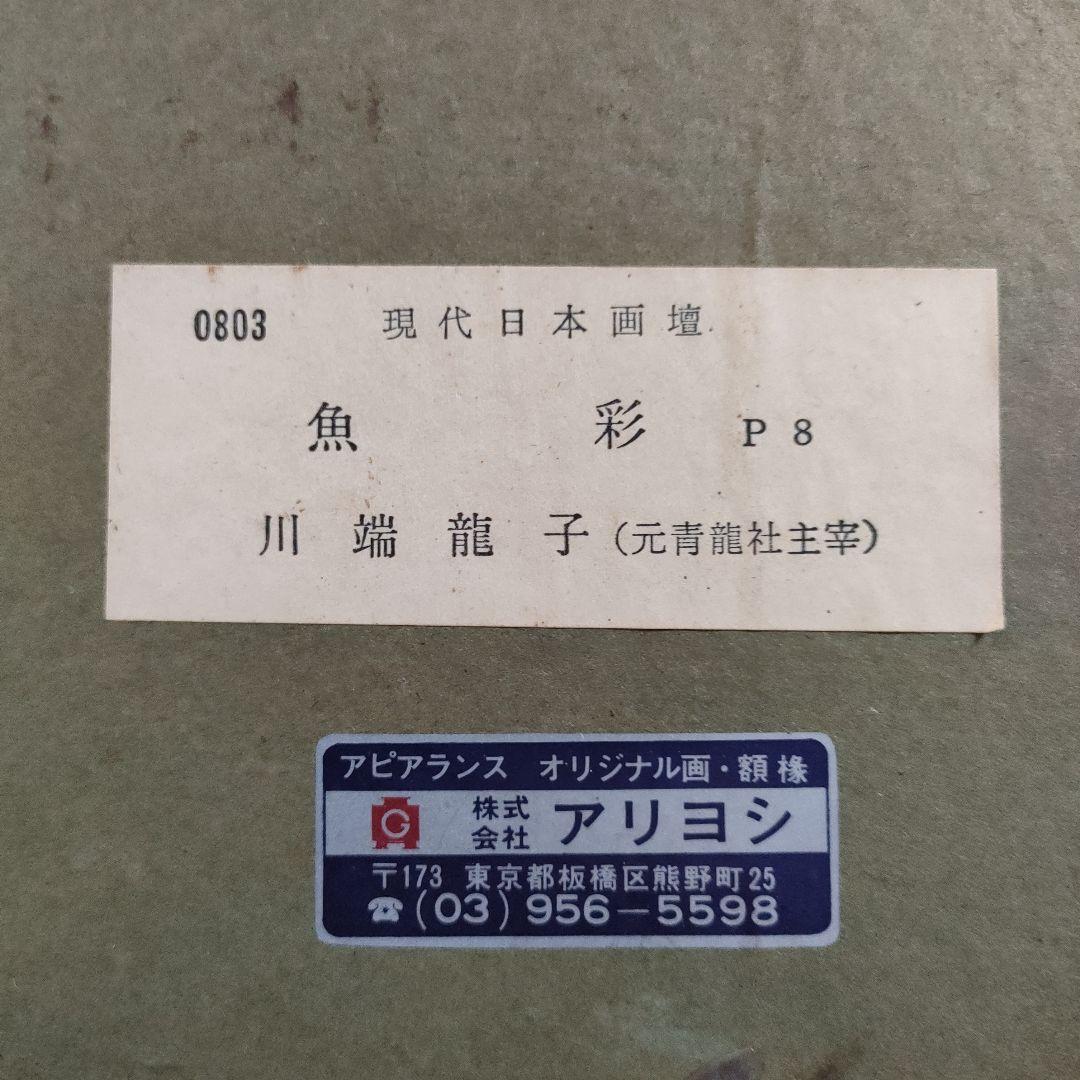 0803 現代日本画壇
魚彩 P8
川端龍子(元青龍社主宰)
アピアランス オリジナル画・額椽
G 株式会社 アリヨシ
〒173 東京都板橋区熊野町25
☎(03)956-5598